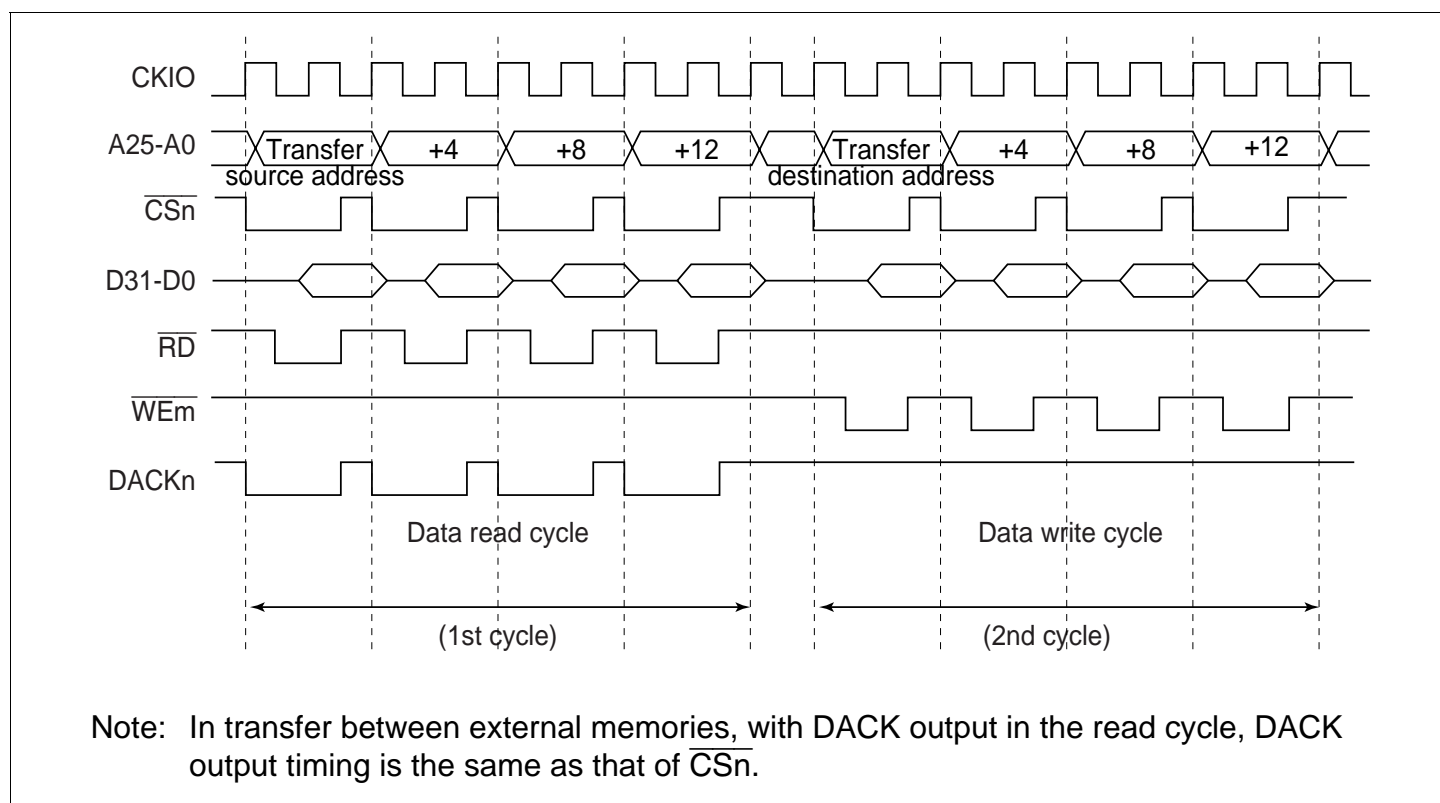 CKIO
A25-A0 Transfer +4 +8 +12 Transfer +4 +8 +12
source address destination address
CSn
D31-D0
RD
WEm
DACKn
Data read cycle Data write cycle
(1st cycle) (2nd cycle)
Note: In transfer between external memories, with DACK output in the read cycle, DACK
output timing is the same as that of CSn.